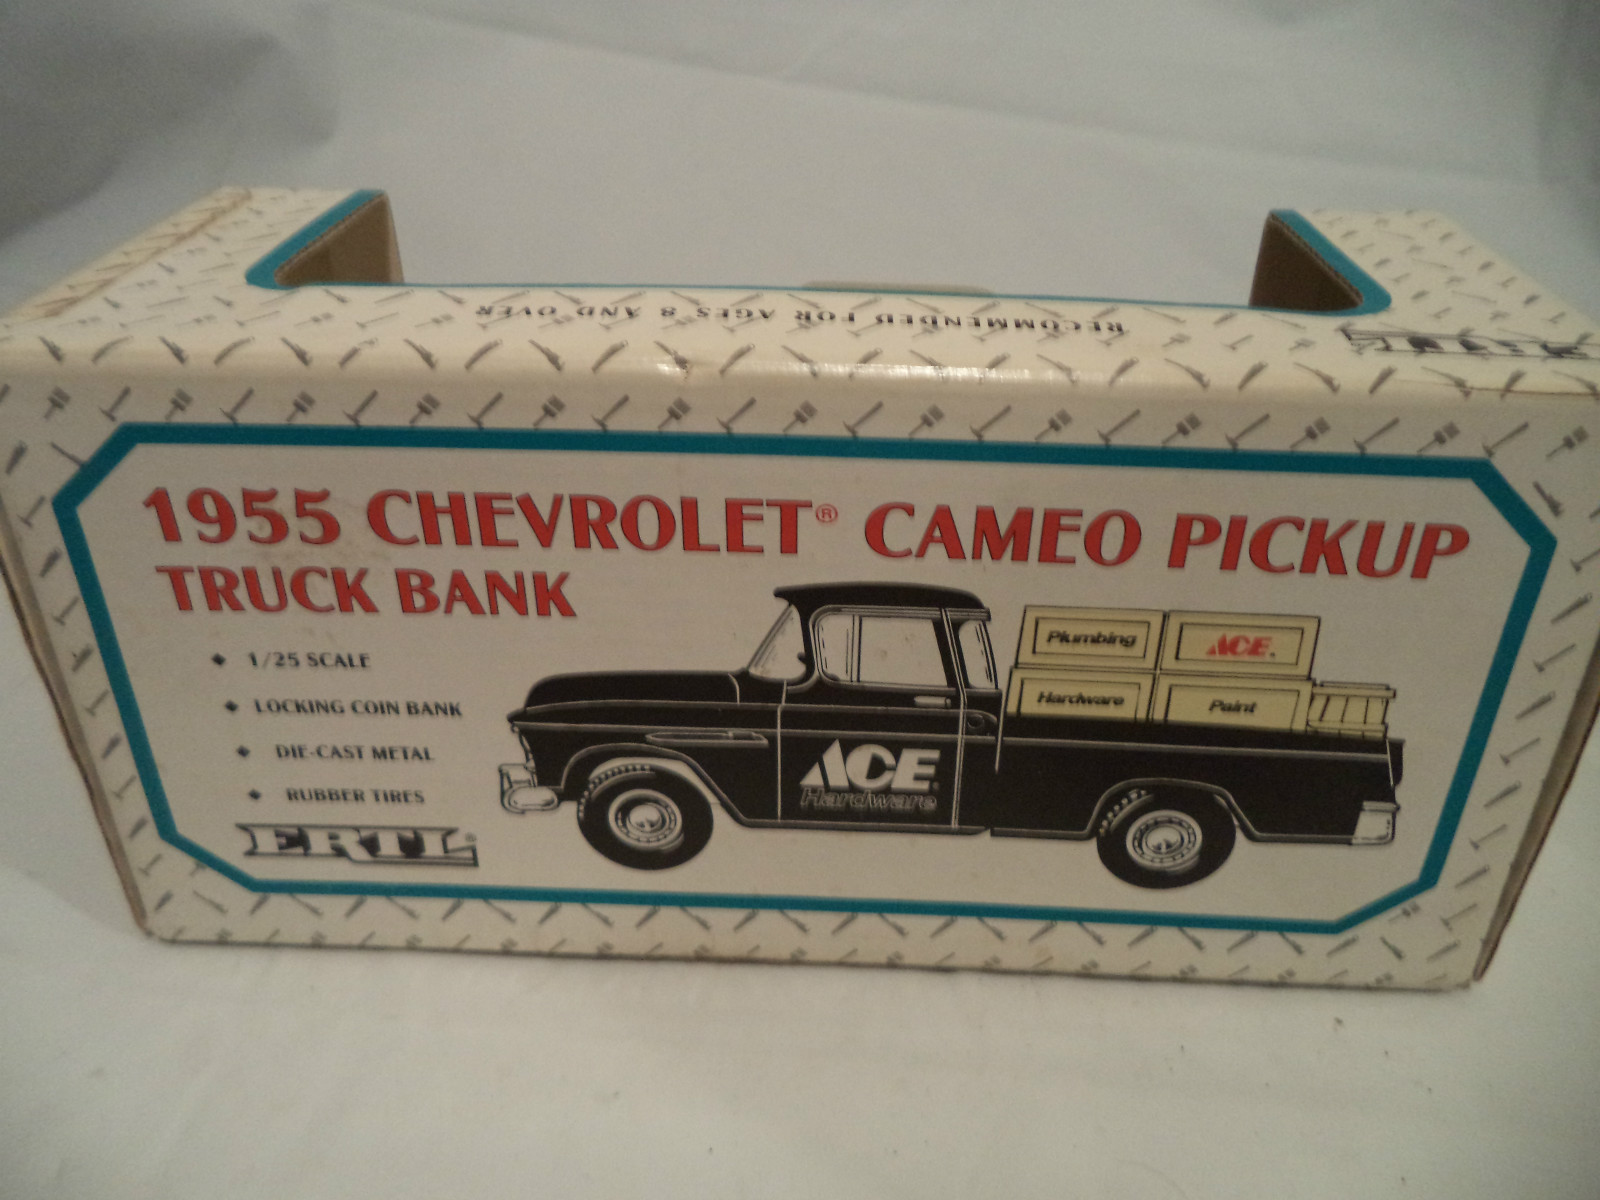 RECOMMENDED FOR AGES 8 AND OVER
ERTL
1955 CHEVROLET® CAMEO PICKUP
TRUCK BANK
1/25 SCALE
LOCKING COIN BANK
DIE-CAST METAL
RUBBER TIRES
ERTL®
Plumbing
ACE.
Hardware
Paint
ACE®
Hardware